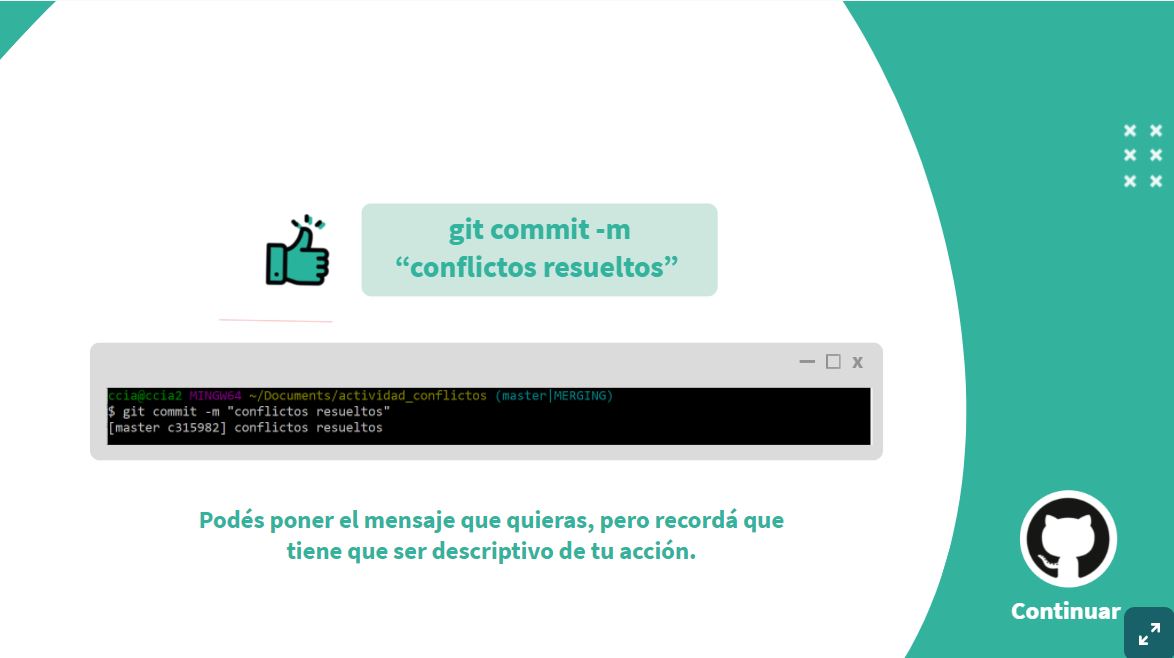 git commit -m
“conflictos resueltos”
x
ccia@ccia2 MINGW64 ~/Documents/actividad_conflictos (master|MERGING)
$ git commit -m "conflictos resueltos"
[master c315982] conflictos resueltos
Podés poner el mensaje que quieras, pero recordá que
tiene que ser descriptivo de tu acción.
Continuar